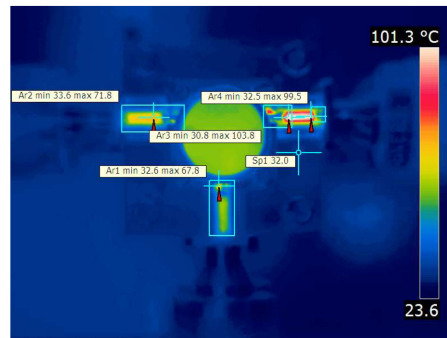 101.3 °C
Ar2 min 33.6 max 71.8
Ar4 min 32.5 max 99.5
Ar3 min 30.8 max 103.8
Sp1 32.0
Ar1 min 32.6 max 67.8
23.6